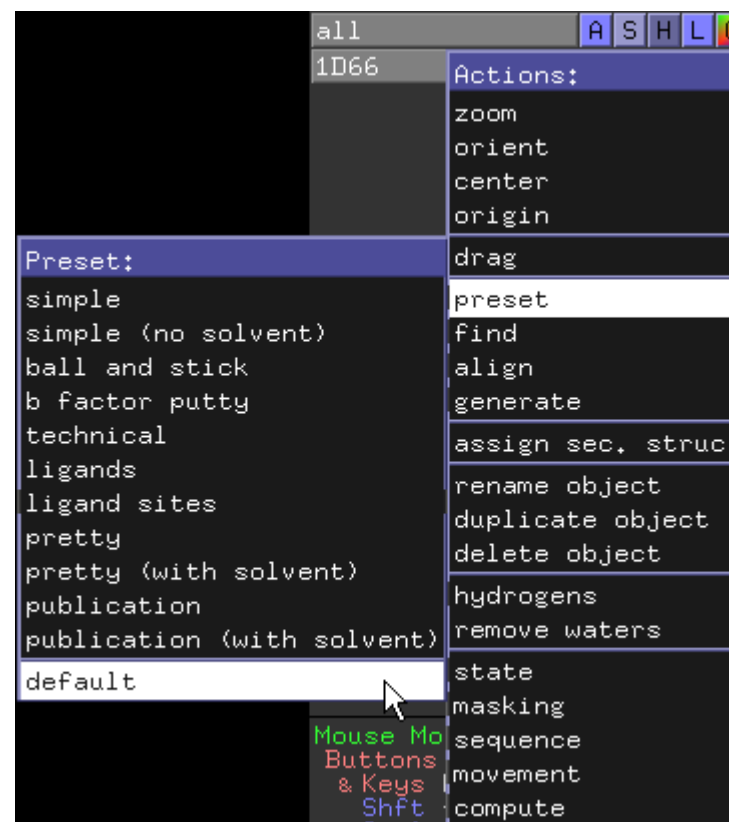 all A S H L
1D66
Actions:
zoom
orient
center
origin
drag
preset
find
align
generate
assign sec. struc
rename object
duplicate object
delete object
hydrogens
remove waters
state
masking
sequence
movement
compute
Preset:
simple
simple (no solvent)
ball and stick
b factor putty
technical
ligands
ligand sites
pretty
pretty (with solvent)
publication
publication (with solvent)
default
Mouse Mo
Buttons
& Keys
Shft